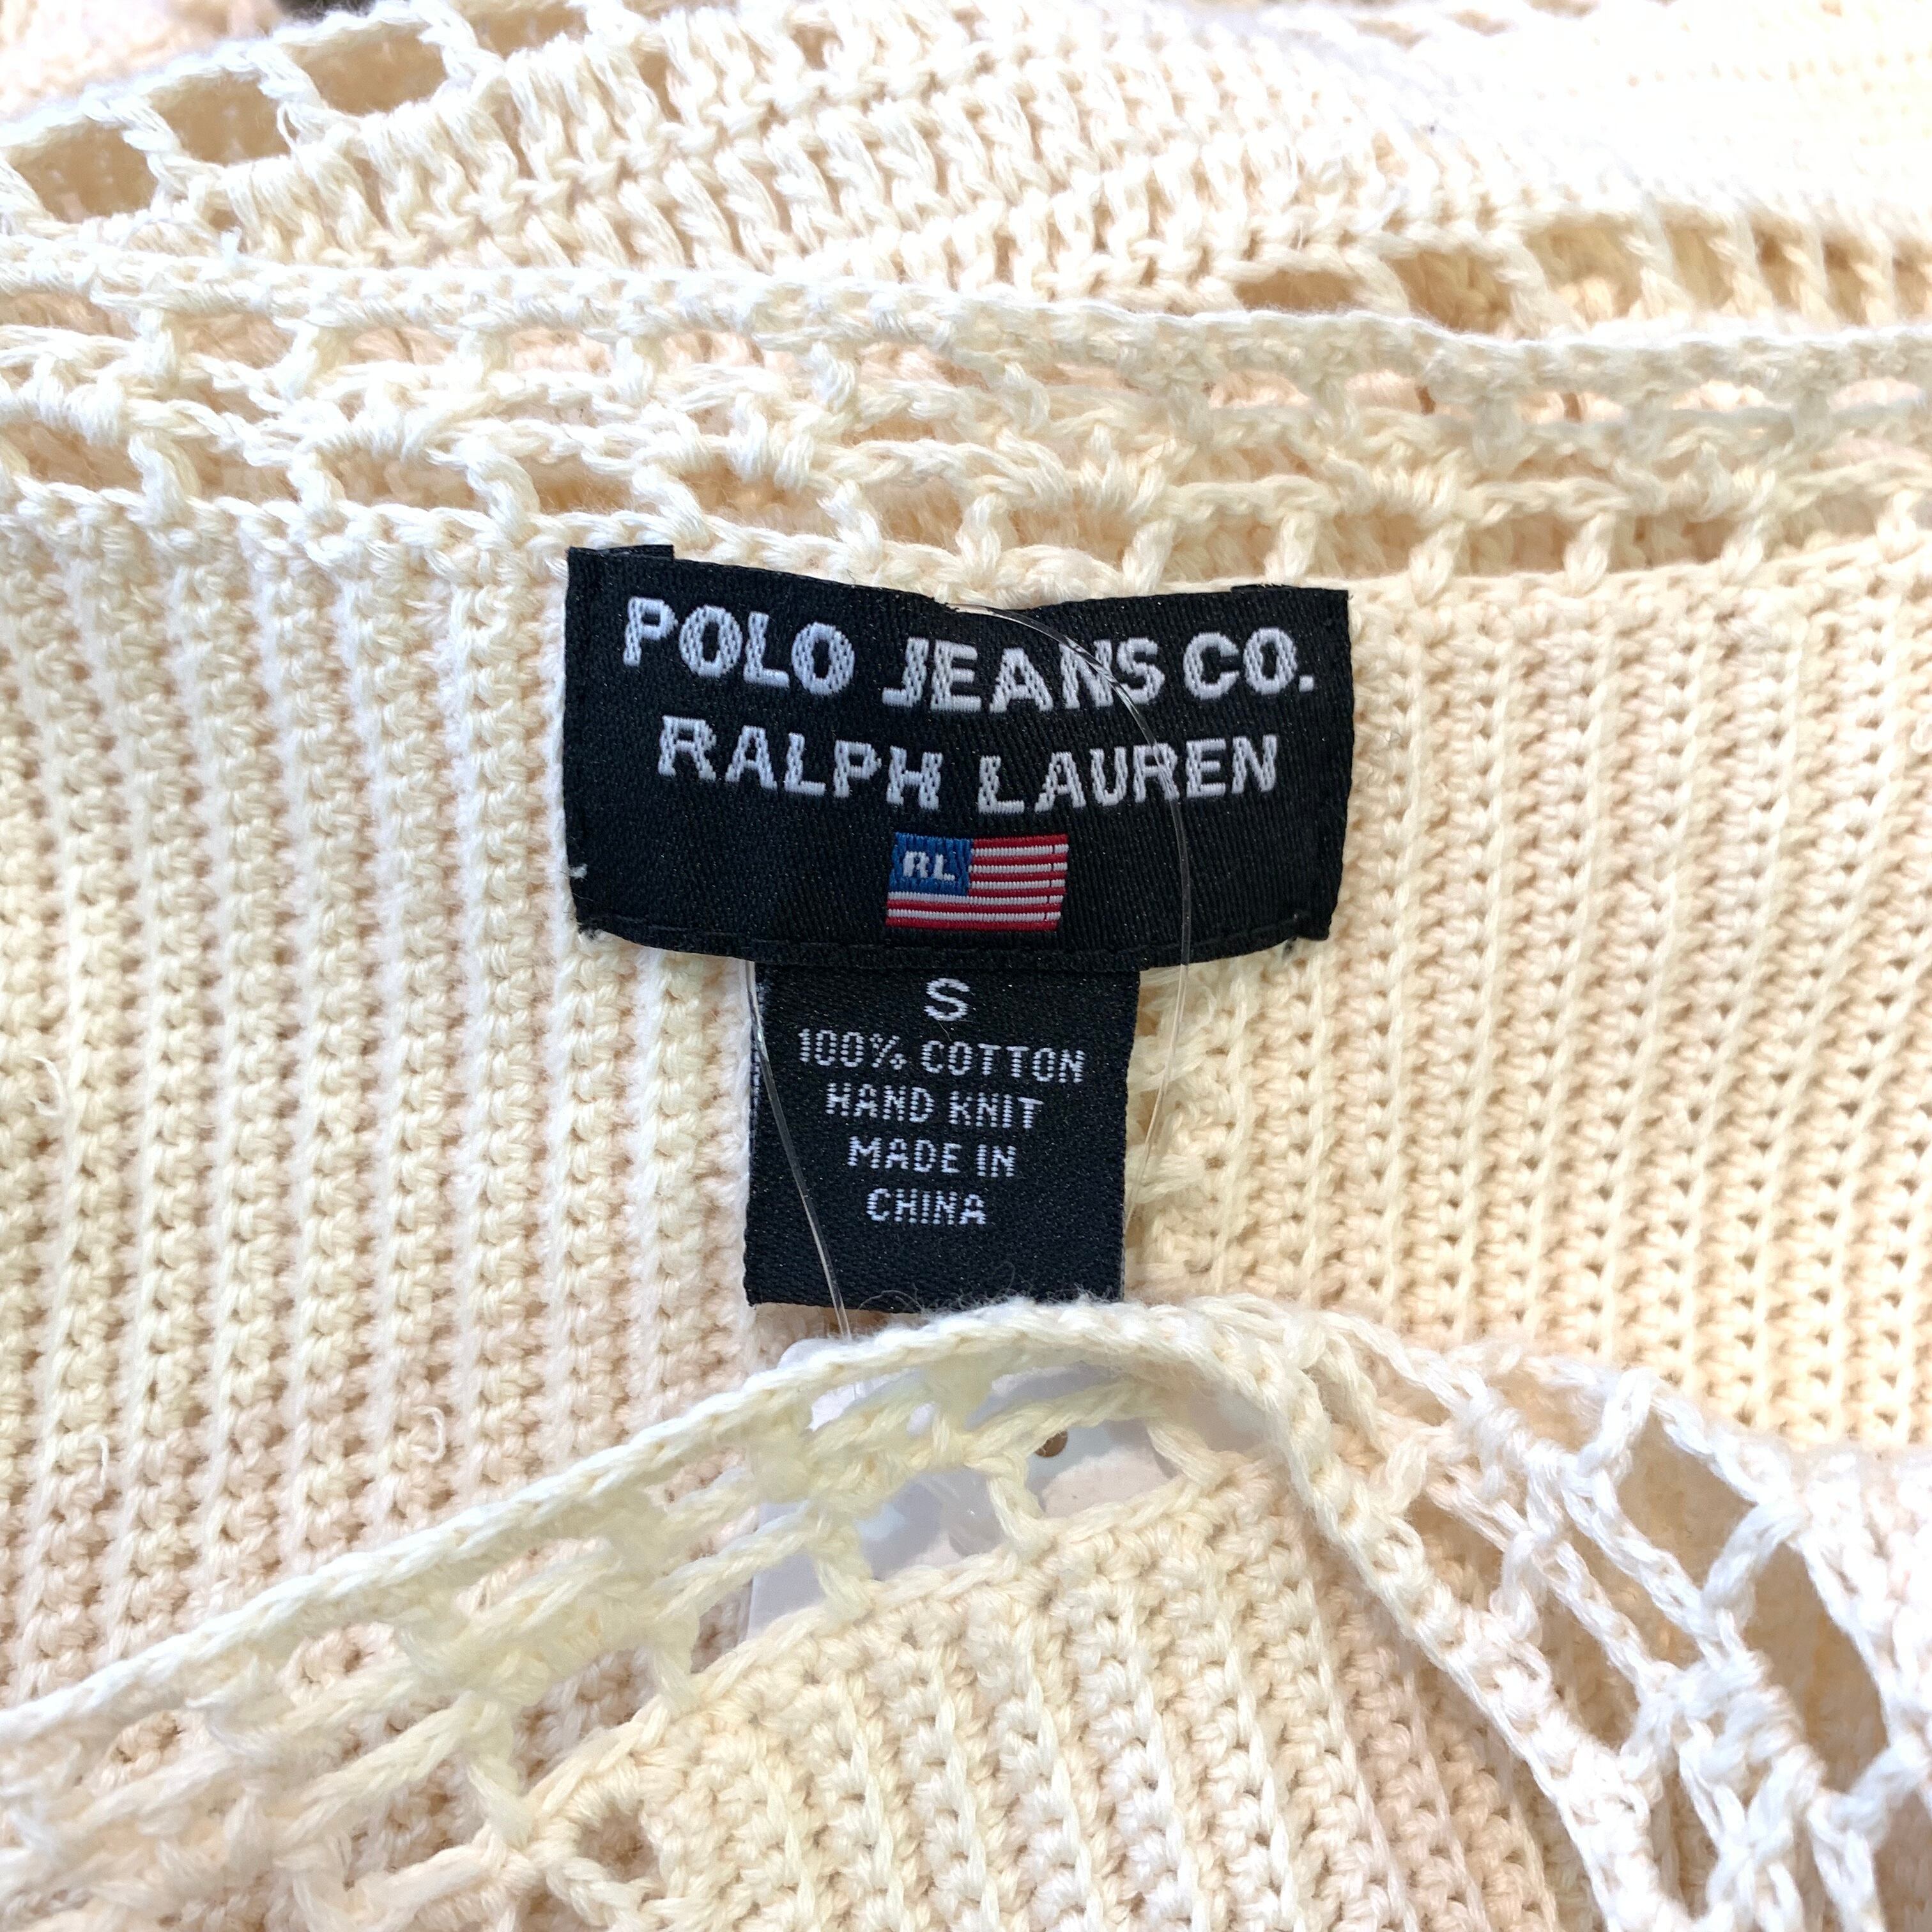 POLO JEANS CO.
RALPH LAUREN
RL
S
100% COTTON
HAND KNIT
MADE IN
CHINA